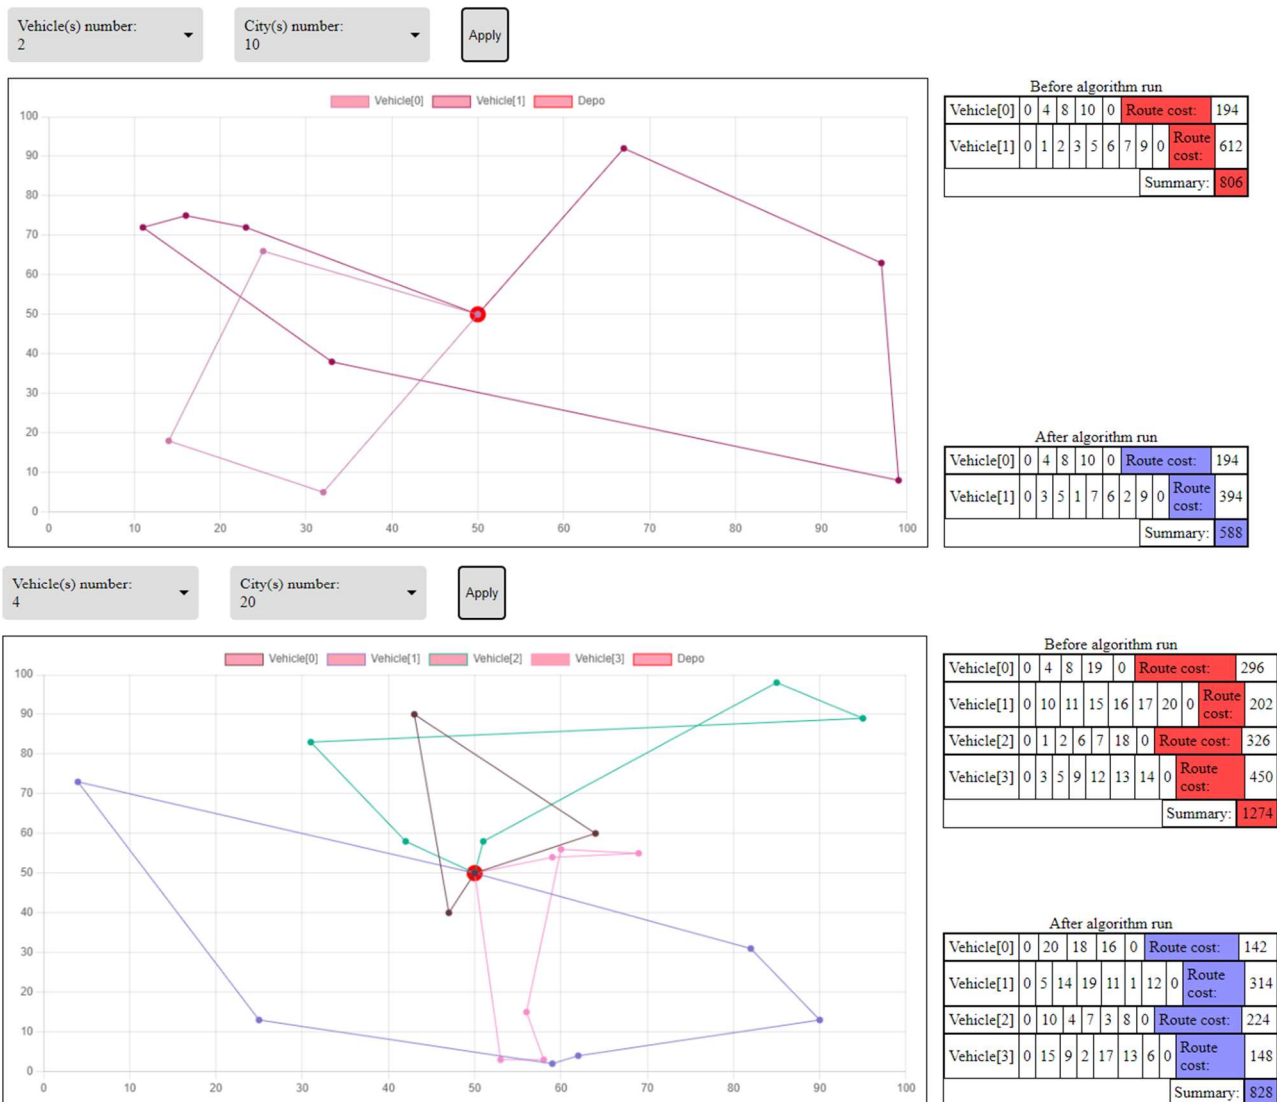 Vehicle(s) number:
2
City(s) number:
10
Apply
Vehicle[0] Vehicle[1] Depo
100
90
80
70
60
50
40
30
20
10
0
0 10 20 30 40 50 60 70 80 90 100
Before algorithm run
Vehicle[0] 0 4 8 10 0 Route cost: 194
Vehicle[1] 0 1 2 3 5 6 7 9 0 Route cost: 612
Summary: 806
After algorithm run
Vehicle[0] 0 4 8 10 0 Route cost: 194
Vehicle[1] 0 3 5 1 7 6 2 9 0 Route cost: 394
Summary: 588
Vehicle(s) number:
4
City(s) number:
20
Apply
Vehicle[0] Vehicle[1] Vehicle[2] Vehicle[3] Depo
100
90
80
70
60
50
40
30
20
10
0
0 10 20 30 40 50 60 70 80 90 100
Before algorithm run
Vehicle[0] 0 4 8 19 0 Route cost: 296
Vehicle[1] 0 10 11 15 16 17 20 0 Route cost: 202
Vehicle[2] 0 1 2 6 7 18 0 Route cost: 326
Vehicle[3] 0 3 5 9 12 13 14 0 Route cost: 450
Summary: 1274
After algorithm run
Vehicle[0] 0 20 18 16 0 Route cost: 142
Vehicle[1] 0 5 14 19 11 1 12 0 Route cost: 314
Vehicle[2] 0 10 4 7 3 8 0 Route cost: 224
Vehicle[3] 0 15 9 2 17 13 6 0 Route cost: 148
Summary: 828